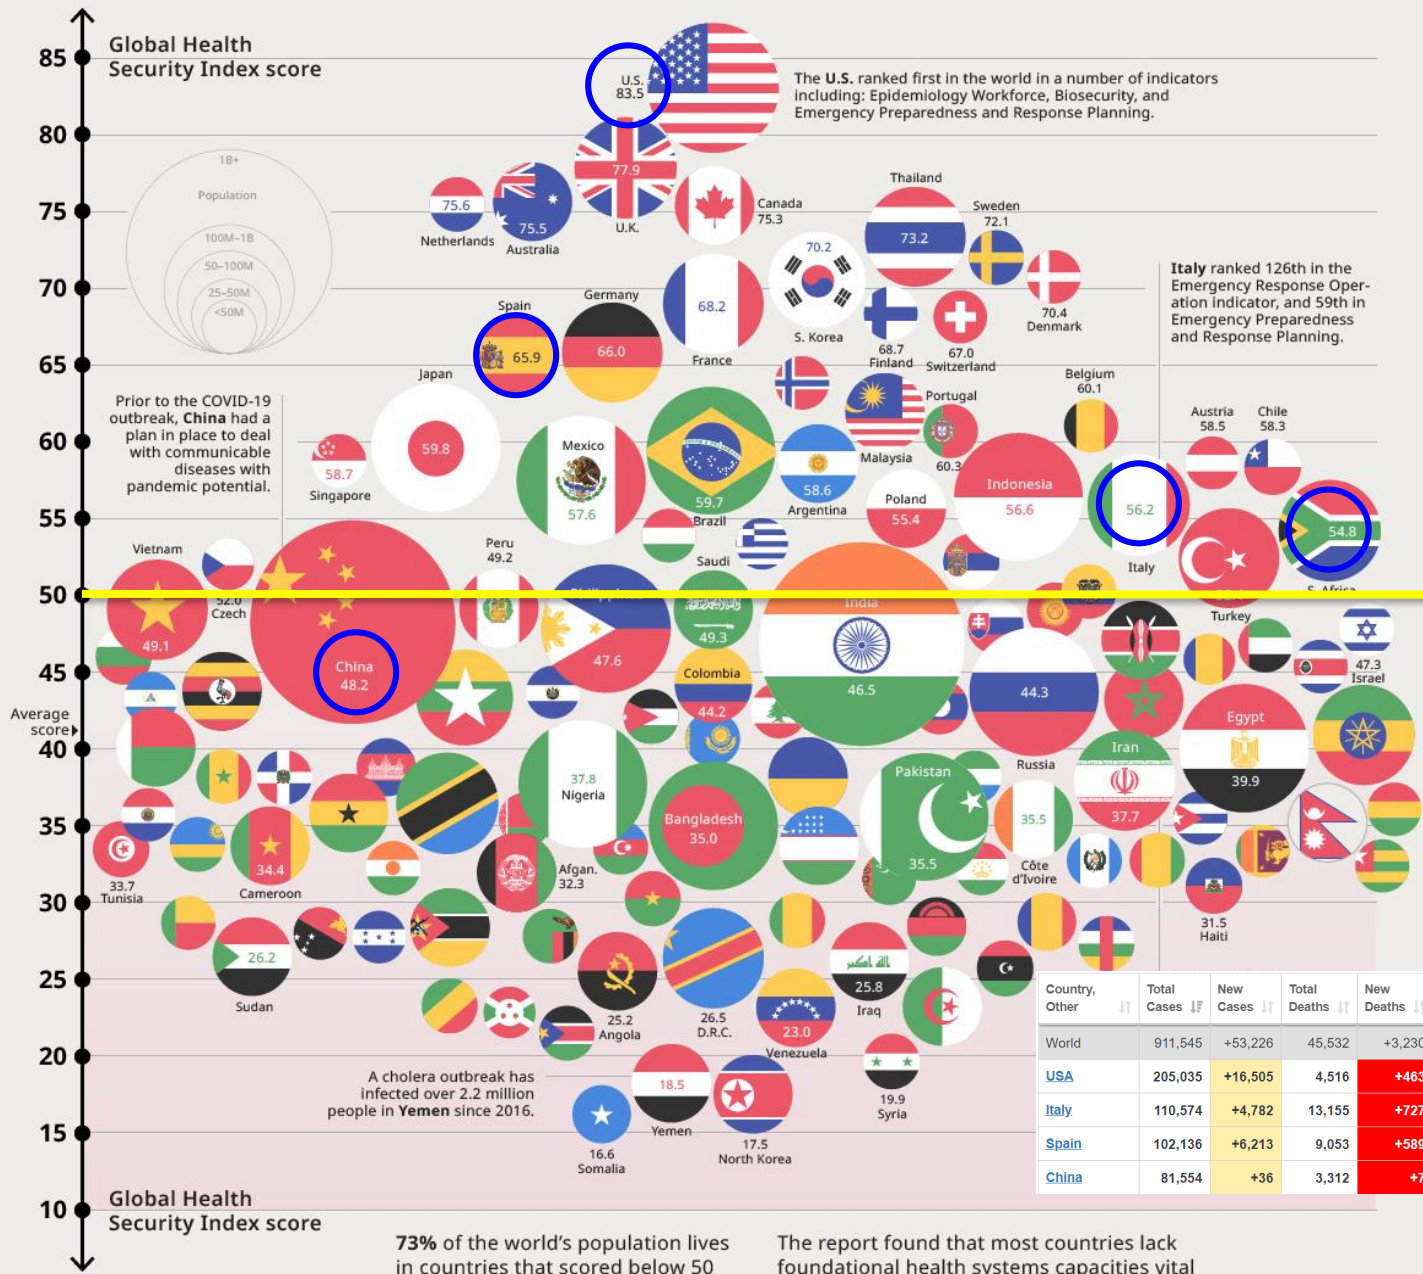 Global Health
Security Index score
85
80
75
70
65
60
55
50
45
Average
score
40
35
30
25
20
15
10
1B+
Population
100M–1B
50–100M
25–50M
<50M
U.S.
83.5
The U.S. ranked first in the world in a number of indicators
including: Epidemiology Workforce, Biosecurity, and
Emergency Preparedness and Response Planning.
77.9
U.K.
75.6
Netherlands
75.5
Australia
Canada
75.3
Thailand
73.2
Sweden
72.1
70.2
S. Korea
70.4
Denmark
Italy ranked 126th in the
Emergency Response Oper-
ation indicator, and 59th in
Emergency Preparedness
and Response Planning.
Spain
65.9
Germany
66.0
68.2
France
68.7
Finland
67.0
Switzerland
Prior to the COVID-19
outbreak, China had a
plan in place to deal
with communicable
diseases with
pandemic potential.
Japan
59.8
58.7
Singapore
Mexico
57.6
59.7
Brazil
58.6
Argentina
Malaysia
Portugal
60.3
Belgium
60.1
Austria
58.5
Chile
58.3
Poland
55.4
Indonesia
56.6
56.2
Italy
54.8
S. Africa
Turkey
Vietnam
49.1
52.0
Czech
China
48.2
Peru
49.2
47.6
Saudi
49.3
India
46.5
Colombia
44.2
44.3
Russia
47.3
Israel
Egypt
39.9
Iran
37.7
37.8
Nigeria
Bangladesh
35.0
Pakistan
35.5
35.5
Côte
d’Ivoire
33.7
Tunisia
34.4
Cameroon
Afgan.
32.3
31.5
Haiti
26.2
Sudan
25.2
Angola
26.5
D.R.C.
الله اكبر
25.8
Iraq
23.0
Venezuela
19.9
Syria
A cholera outbreak has
infected over 2.2 million
people in Yemen since 2016.
18.5
Yemen
16.6
Somalia
17.5
North Korea
Country, Other Total Cases New Cases Total Deaths New Deaths
World 911,545 +53,226 45,532 +3,230
USA 205,035 +16,505 4,516 +463
Italy 110,574 +4,782 13,155 +727
Spain 102,136 +6,213 9,053 +589
China 81,554 +36 3,312 +7
Global Health
Security Index score
73% of the world’s population lives
in countries that scored below 50
The report found that most countries lack
foundational health systems capacities vital